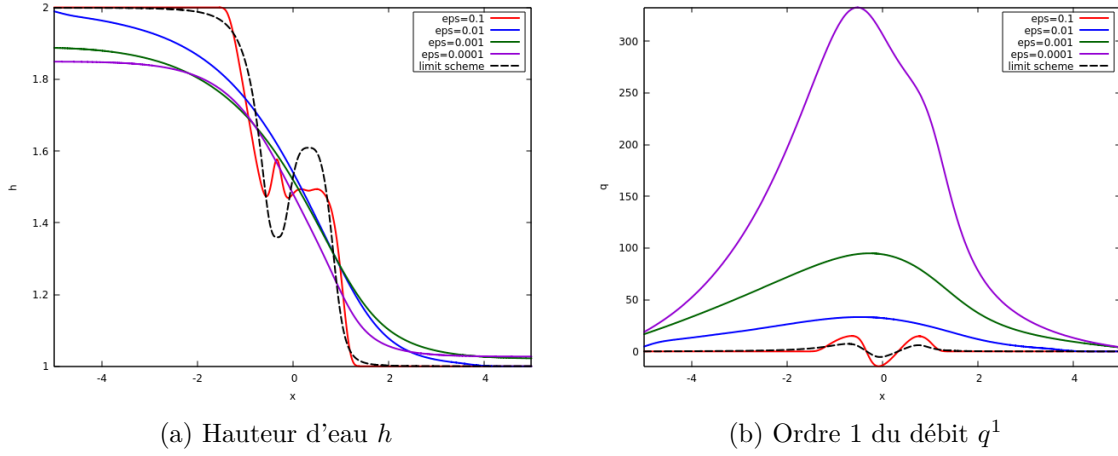 2
1.8
1.6
1.4
1.2
1
-4
-2
0
2
4
h
x
eps=0.1
eps=0.01
eps=0.001
eps=0.0001
limit scheme
(a) Hauteur d'eau h
300
250
200
150
100
50
0
-4
-2
0
2
4
q
x
eps=0.1
eps=0.01
eps=0.001
eps=0.0001
limit scheme
(b) Ordre 1 du débit q¹